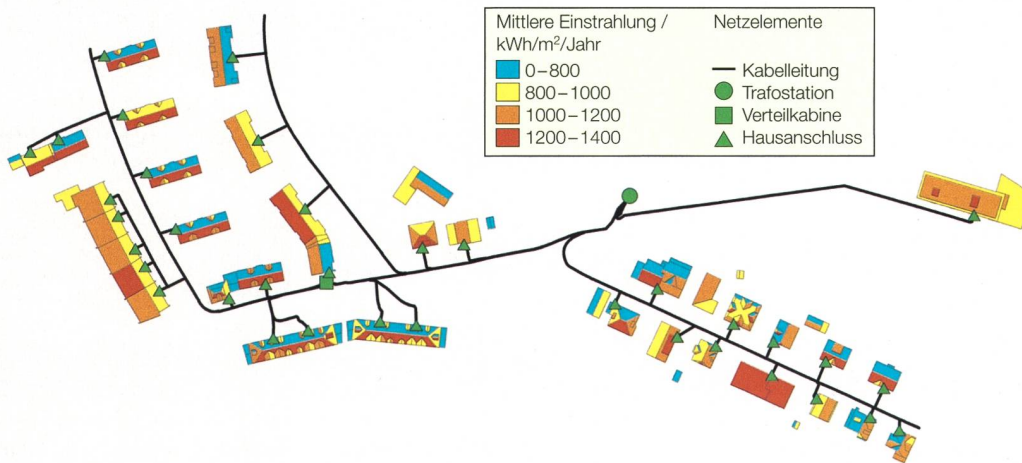 Mittlere Einstrahlung /
kWh/m²/Jahr
0–800
800–1000
1000–1200
1200–1400
Netzelemente
Kabelleitung
Trafostation
Verteilkabine
Hausanschluss